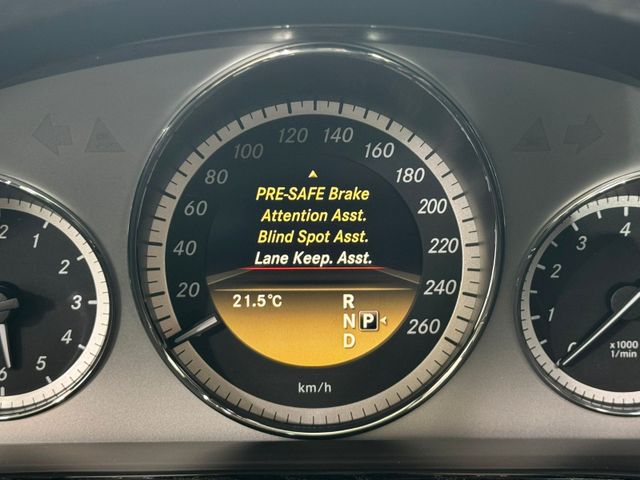 120 140
100 160
80 180
60 200
40 220
20 240
260
PRE-SAFE Brake
Attention Asst.
Blind Spot Asst.
Lane Keep. Asst.
21.5°C
R
N P
D
km/h
1
2 2
3
4
5
5
6
4
3
2
1
x1000
1/min